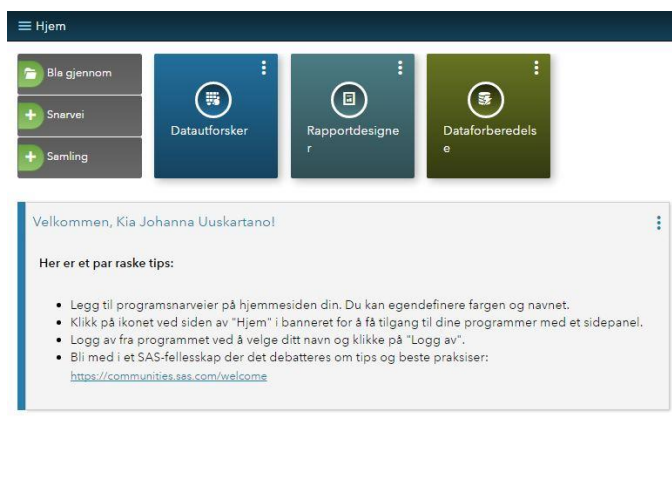 Hjem
Bla gjennom
Snarvei
Samling
Datautforsker
Rapportdesigne
r
Dataforberedels
e
Velkommen, Kia Johanna Uuskartano!
Her er et par raske tips:
Legg til programsnarveier på hjemmesiden din. Du kan egendefinere fargen og navnet.
Klikk på ikonet ved siden av "Hjem" i banneret for å få tilgang til dine programmer med et sidepanel.
Logg av fra programmet ved å velge ditt navn og klikke på "Logg av".
Bli med i et SAS-fellesskap der det debatteres om tips og beste praksiser:
https://communities.sas.com/welcome